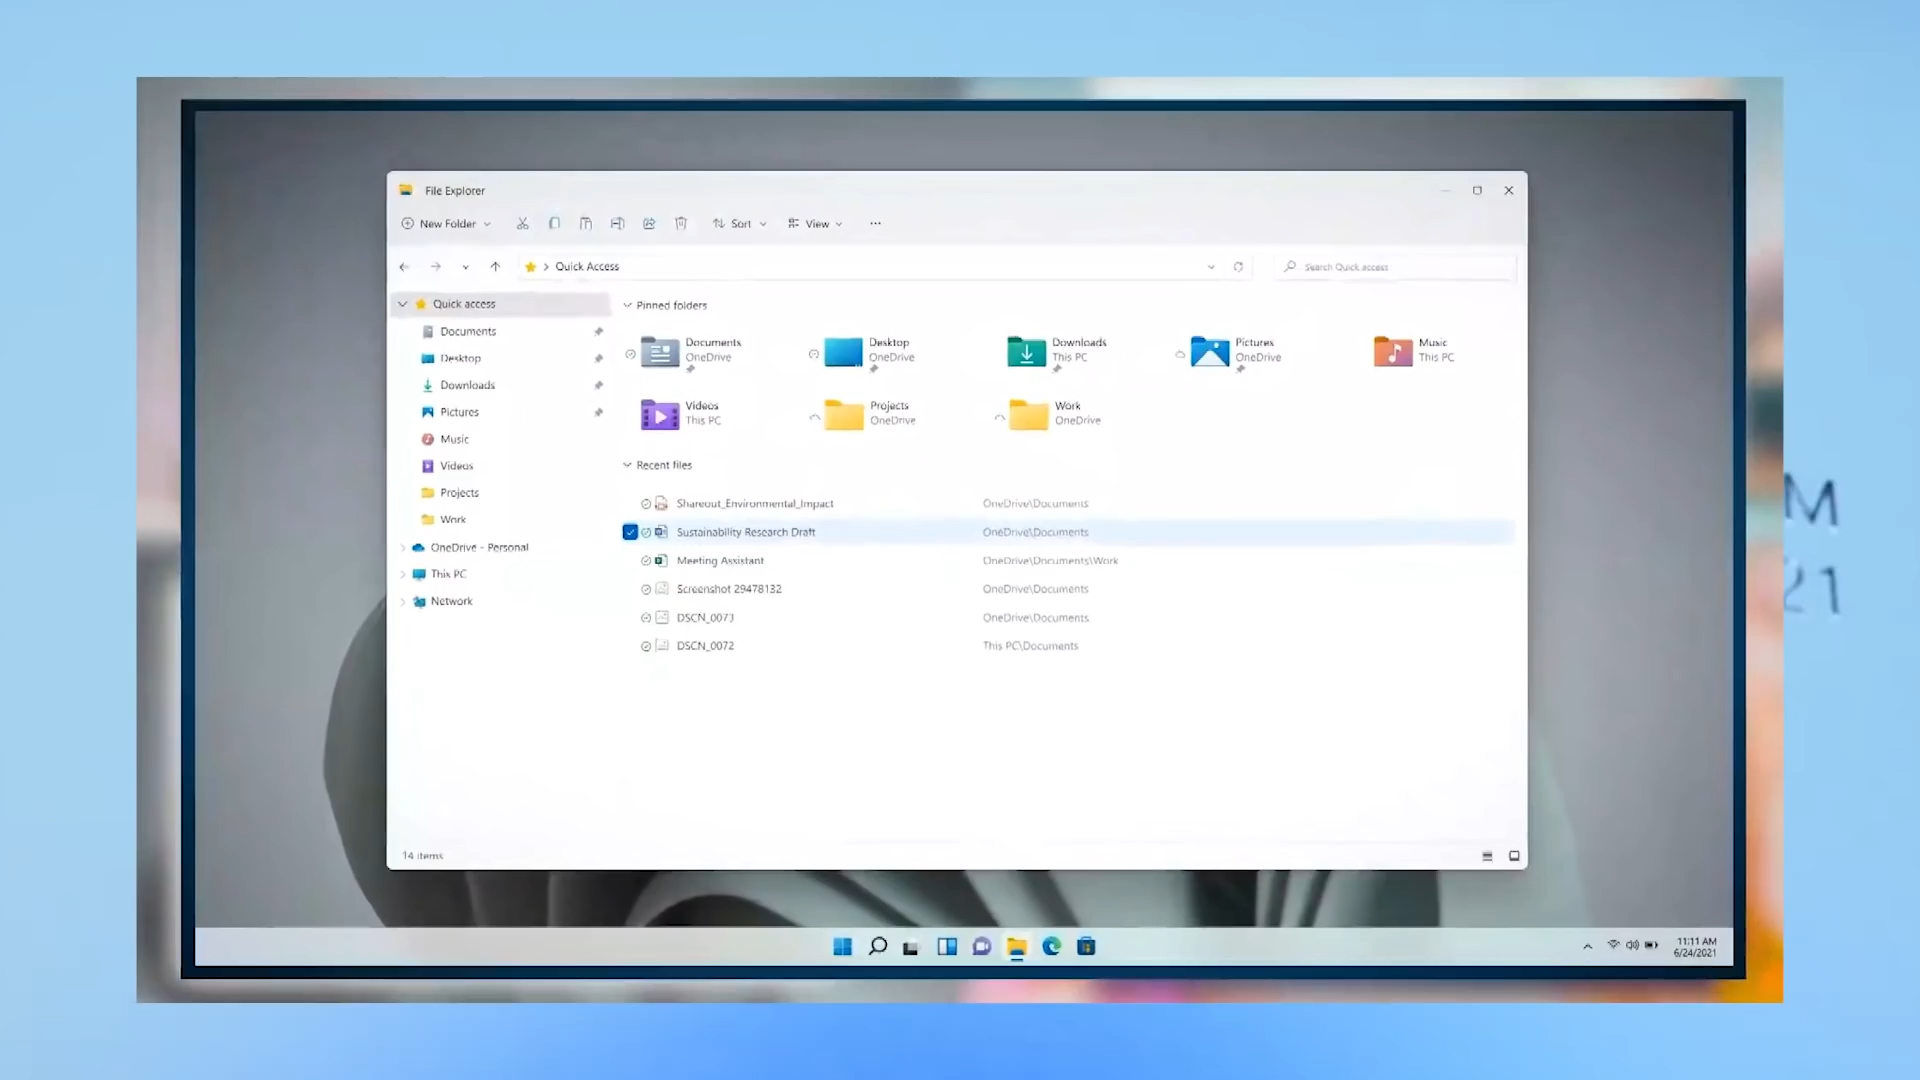 File Explorer
New Folder
Sort
View
Quick Access
Search Quick access
Quick access
Documents
Desktop
Downloads
Pictures
Music
Videos
Projects
Work
OneDrive - Personal
This PC
Network
Pinned folders
Documents
OneDrive
Desktop
OneDrive
Downloads
This PC
Pictures
OneDrive
Music
This PC
Videos
This PC
Projects
OneDrive
Work
OneDrive
Recent files
Shareout_Environmental_Impact OneDrive\Documents
Sustainability Research Draft OneDrive\Documents
Meeting Assistant OneDrive\Documents\Work
Screenshot 29478132 OneDrive\Documents
DSCN_0073 OneDrive\Documents
DSCN_0072 This PC\Documents
14 items
11:11 AM
6/24/2021
M
21